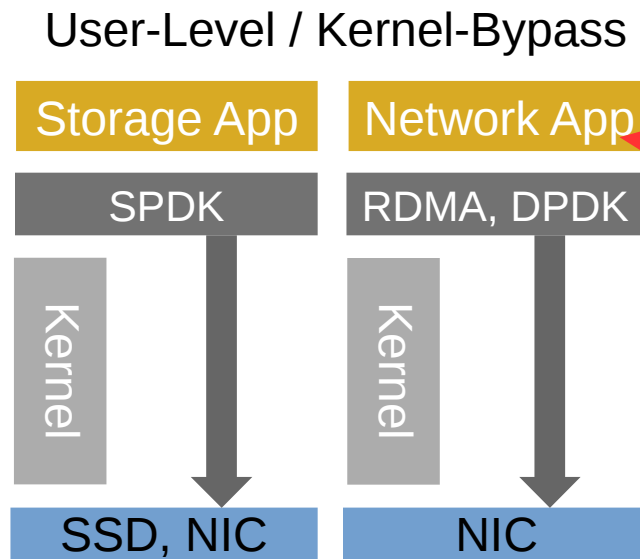 User-Level / Kernel-Bypass
Storage App
Network App
SPDK
RDMA, DPDK
Kernel
Kernel
SSD, NIC
NIC